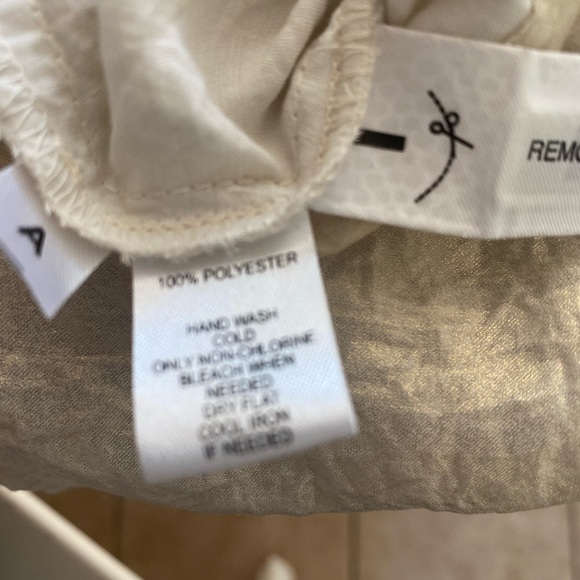 REMO
A
100% POLYESTER
HAND WASH
COLD
ONLY NON-CHLORINE
BLEACH WHEN
NEEDED
DRY FLAT
COOL IRON
IF NEEDED